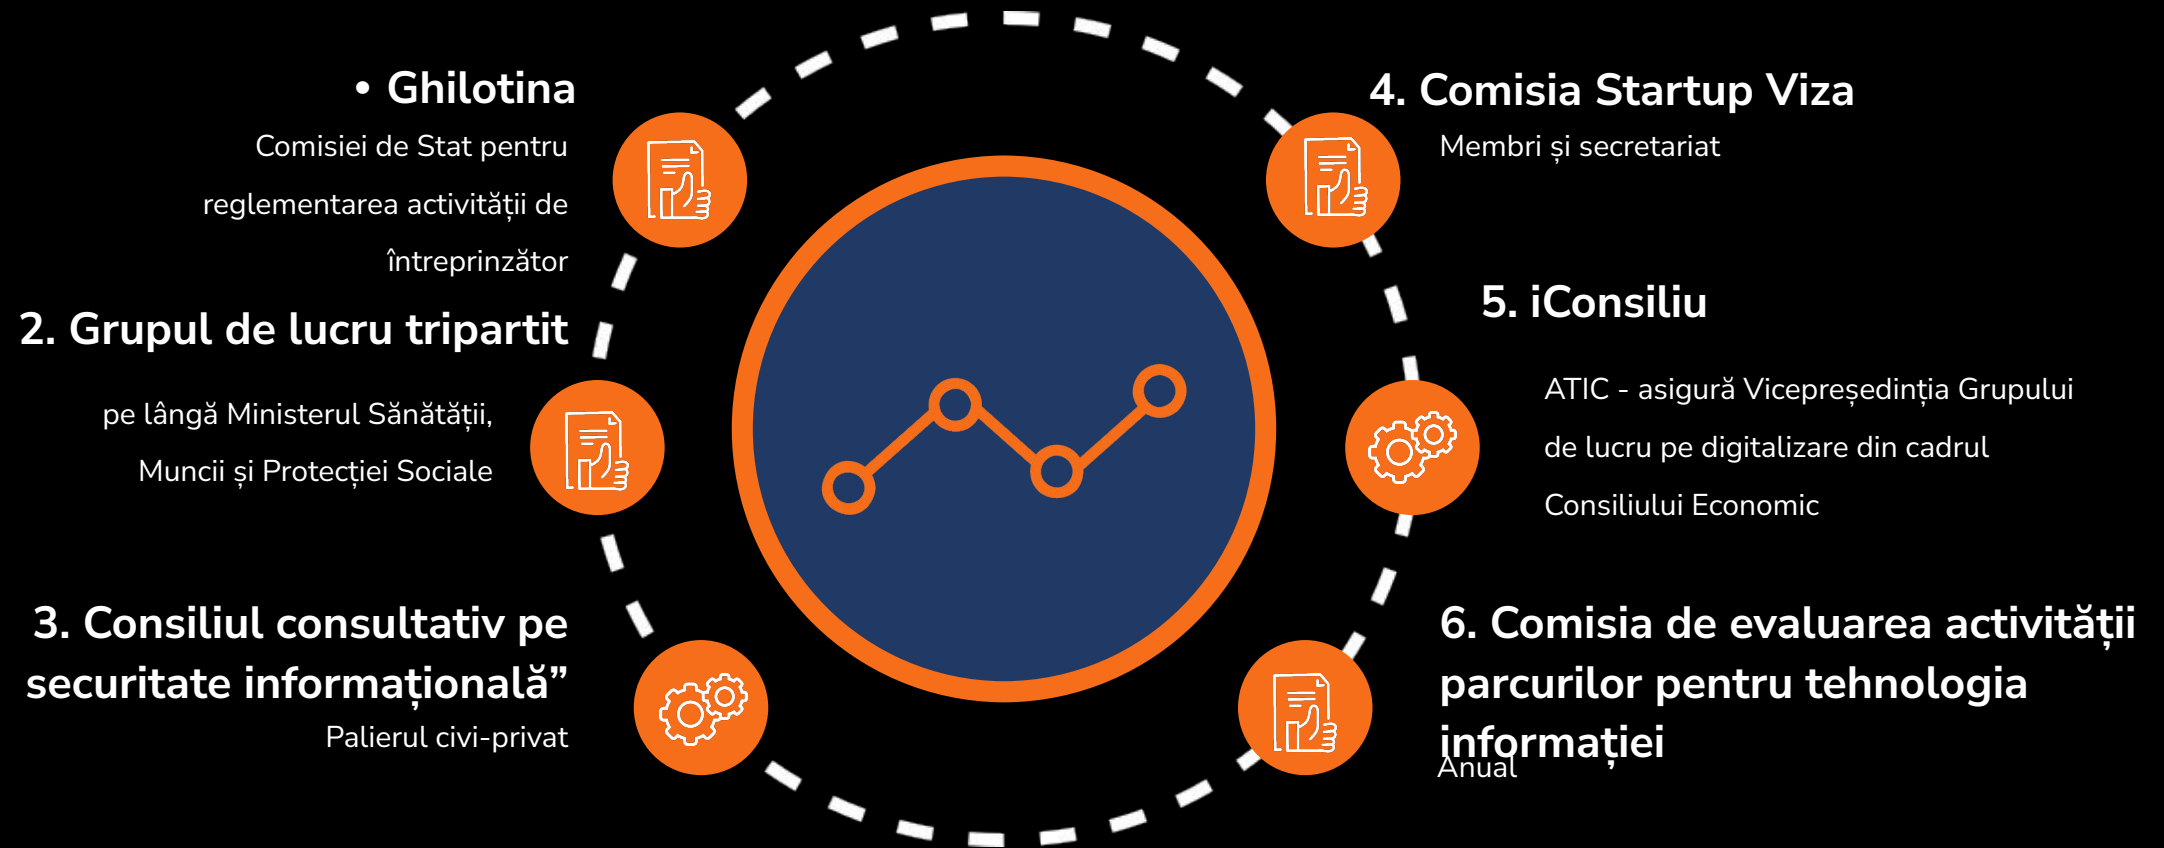 • Ghilotina
Comisiei de Stat pentru
reglementarea activității de
întreprinzător
2. Grupul de lucru tripartit
pe lângă Ministerul Sănătății,
Muncii și Protecției Sociale
3. Consiliul consultativ pe
securitate informațională”
Palierul civi-privat
4. Comisia Startup Viza
Membri și secretariat
5. iConsiliu
ATIC - asigură Vicepreședinția Grupului
de lucru pe digitalizare din cadrul
Consiliului Economic
6. Comisia de evaluarea activității
parcurilor pentru tehnologia
informației
Anual